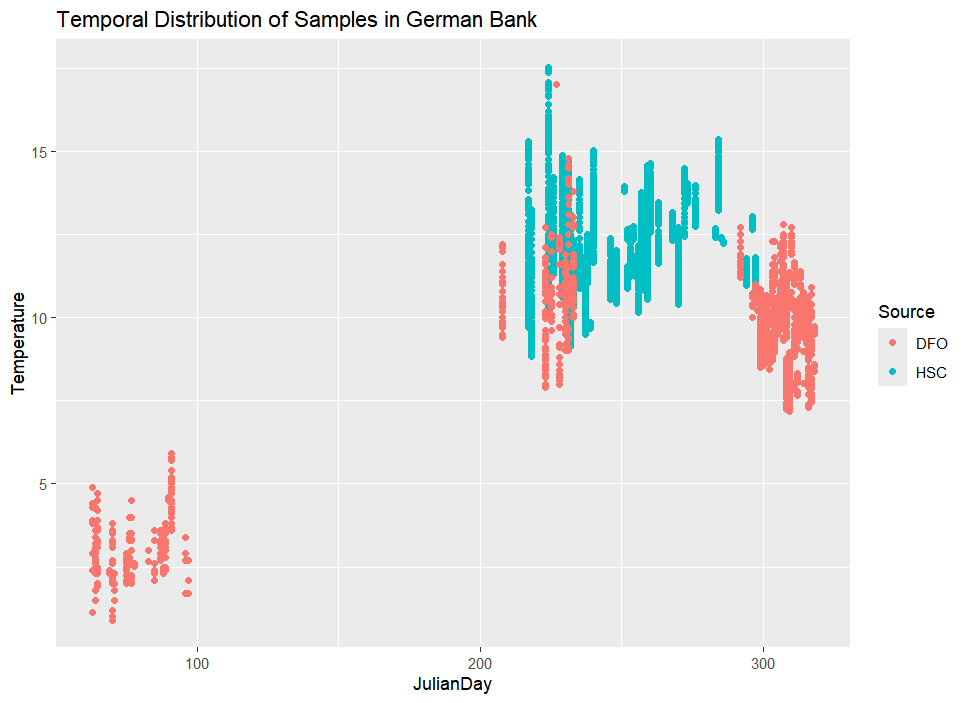 Temporal Distribution of Samples in German Bank
Temperature
15
10
5
100 200 300
JulianDay
Source
DFO
HSC